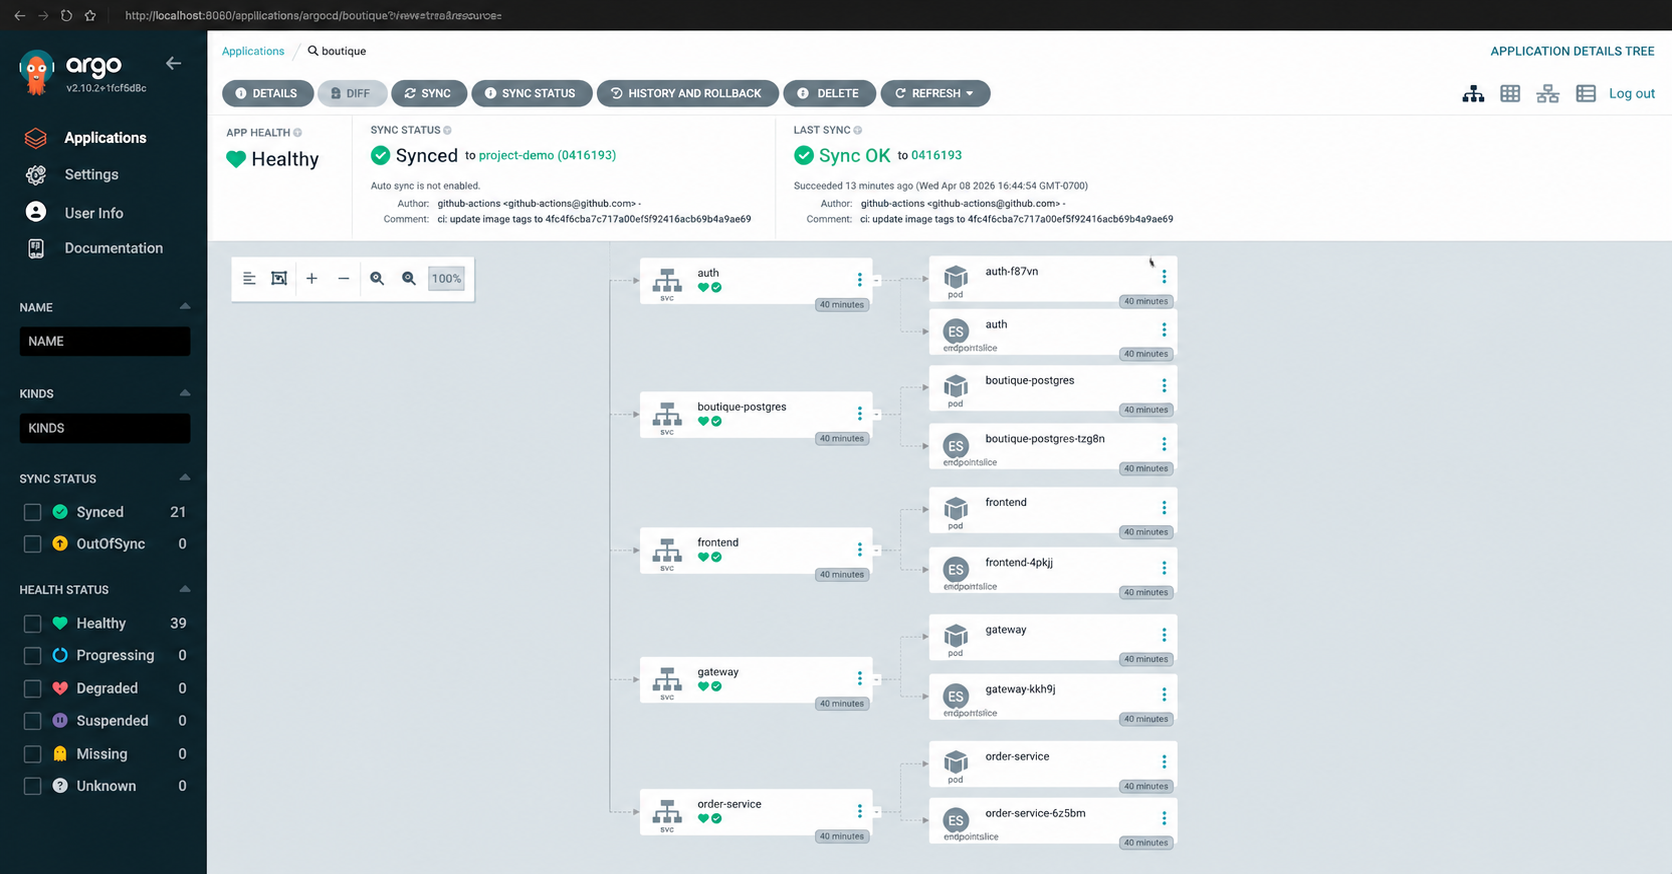 http://localhost:8080/appllications/argocd/boutique?
argo
v2.10.2+1fcf6d8c
Applications
Settings
User Info
Documentation
NAME
NAME
KINDS
KINDS
SYNC STATUS
Synced 21
OutOfSync 0
HEALTH STATUS
Healthy 39
Progressing 0
Degraded 0
Suspended 0
Missing 0
Unknown 0
Applications / boutique
APPLICATION DETAILS TREE
DETAILS DIFF SYNC SYNC STATUS HISTORY AND ROLLBACK DELETE REFRESH
Log out
APP HEALTH
Healthy
SYNC STATUS
Synced to project-demo (0416193)
Auto sync is not enabled.
Author: github-actions <github-actions@github.com> -
Comment: ci: update image tags to 4fc4f6cba7c717a00ef5f92416acb69b4a9ae69
LAST SYNC
Sync OK to 0416193
Succeeded 13 minutes ago (Wed Apr 08 2026 16:44:54 GMT-0700)
Author: github-actions <github-actions@github.com> -
Comment: ci: update image tags to 4fc4f6cba7c717a00ef5f92416acb69b4a9ae69
100%
auth
svc
40 minutes
auth-f87vn
pod
40 minutes
ES
auth
endpointslice
40 minutes
boutique-postgres
svc
40 minutes
boutique-postgres
pod
40 minutes
ES
boutique-postgres-tzg8n
endpointslice
40 minutes
frontend
svc
40 minutes
frontend
pod
40 minutes
ES
frontend-4pkjj
endpointslice
40 minutes
gateway
svc
40 minutes
gateway
pod
40 minutes
ES
gateway-kkh9j
endpointslice
40 minutes
order-service
svc
40 minutes
order-service
pod
40 minutes
ES
order-service-6z5bm
endpointslice
40 minutes